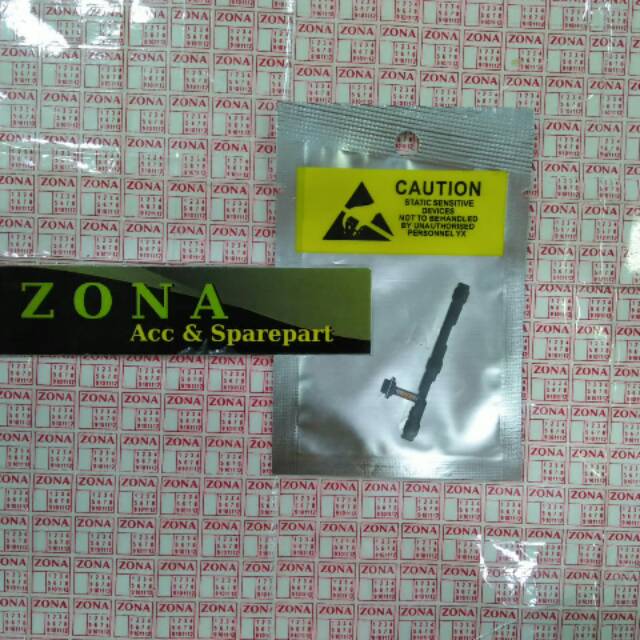 CAUTION
STATIC SENSITIVE
DEVICES
NOT TO BE HANDLED
BY UNAUTHORISED
PERSONNEL YX
ZONA
Acc & Sparepart